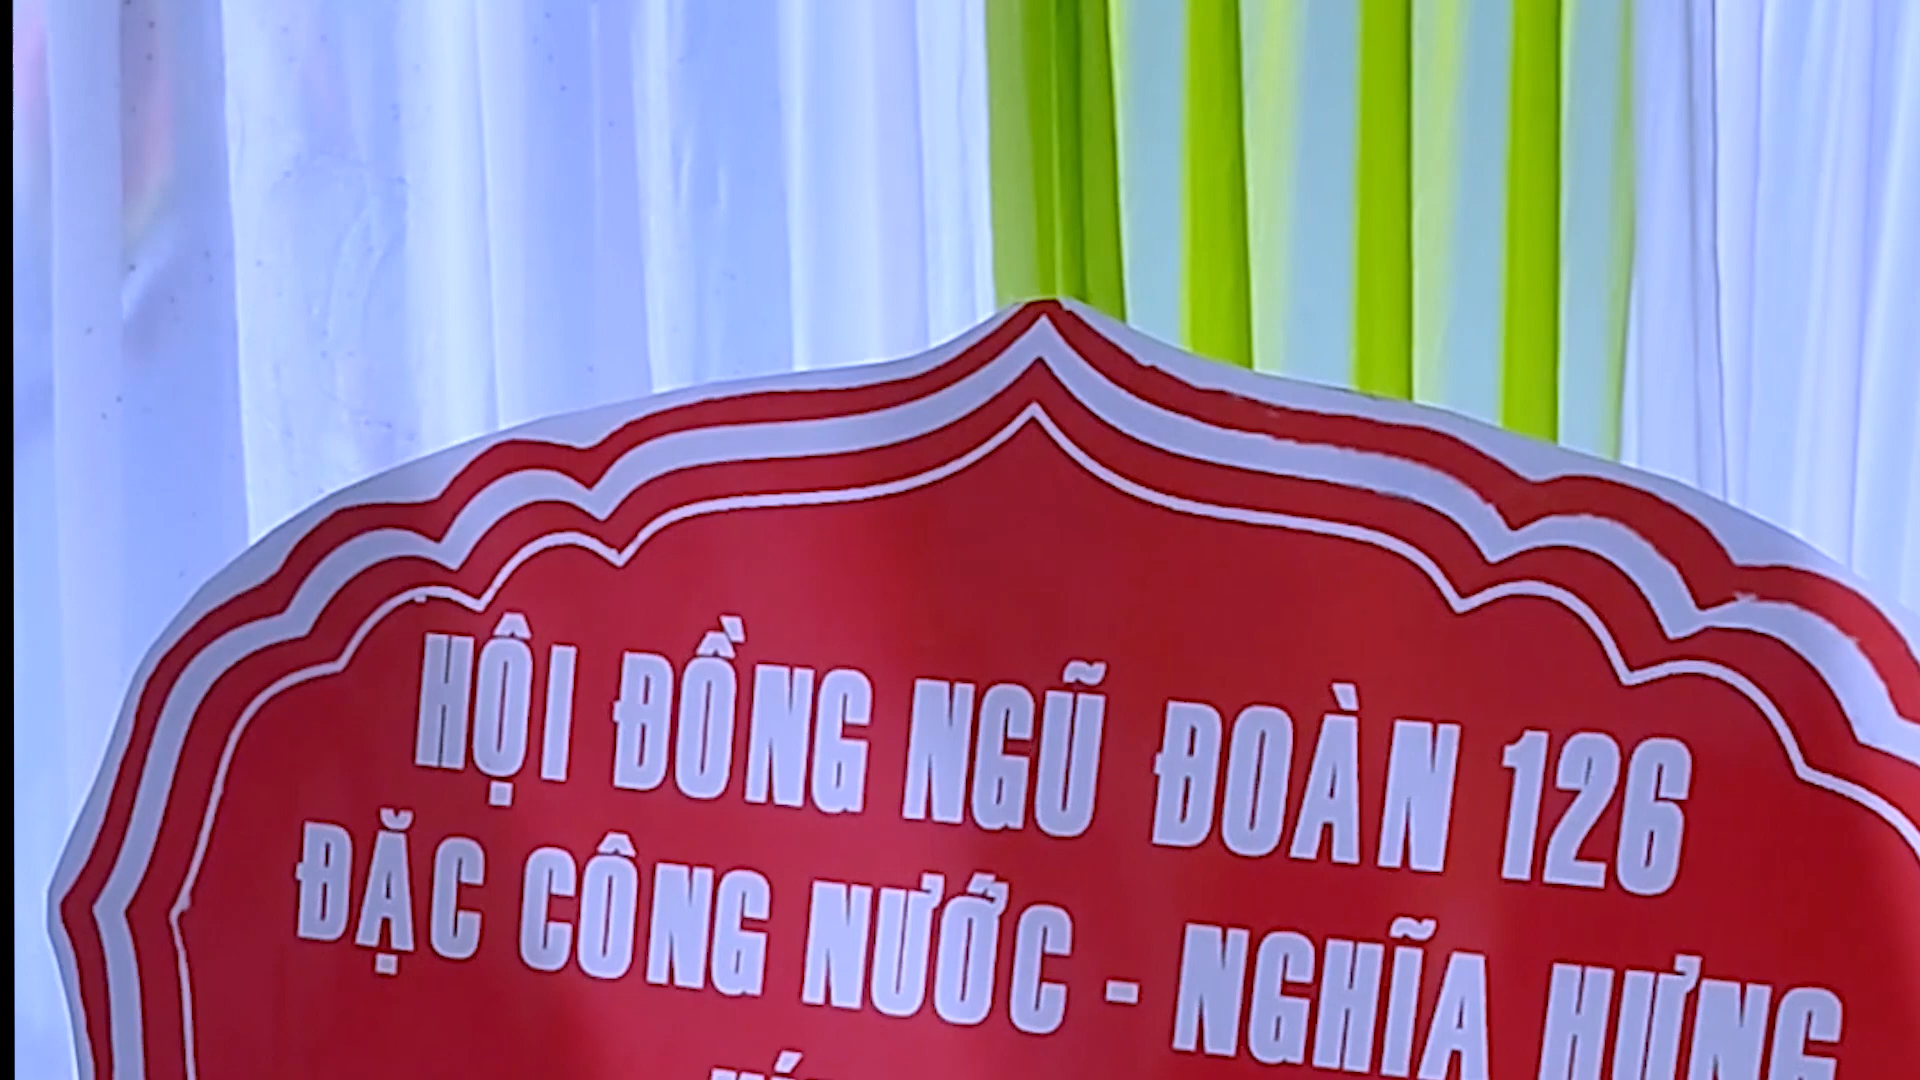 HỘI ĐỒNG NGŨ ĐOÀN 126
ĐẶC CÔNG NƯỚC - NGHĨA HƯNG